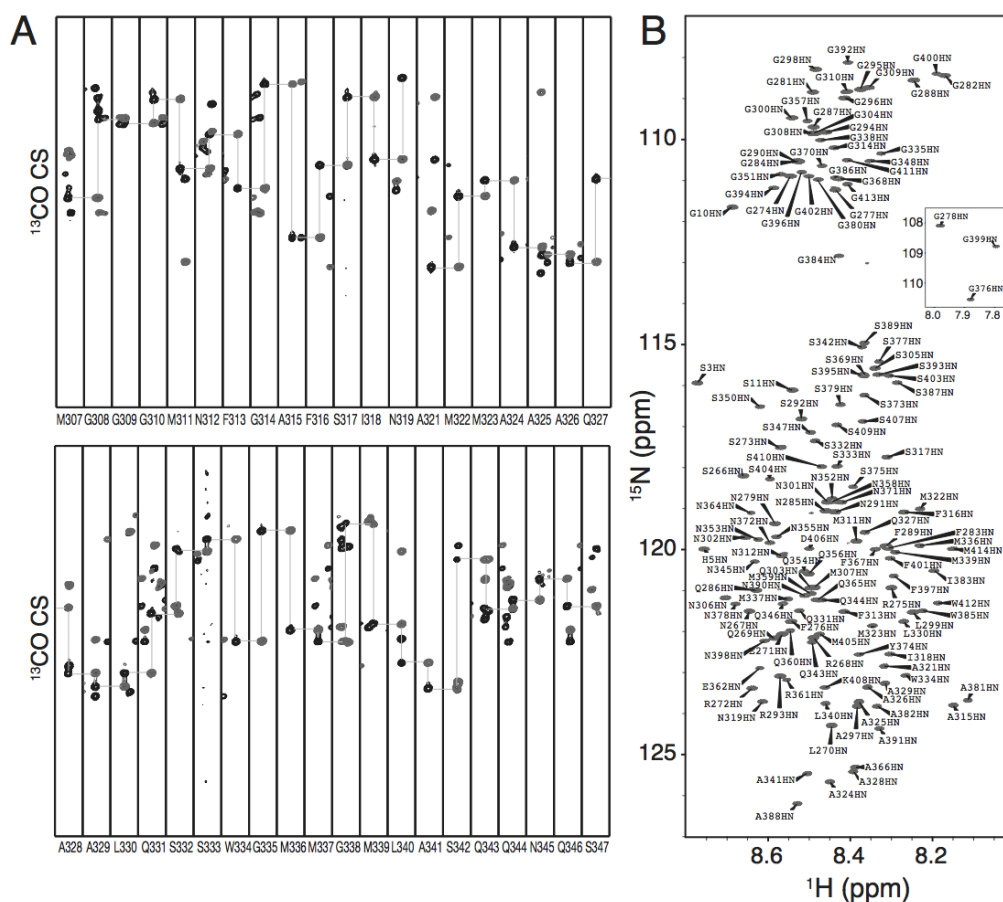 A
B
13CO CS
M307 G308 G309 G310 M311 N312 F313 G314 A315 F316 S317 I318 N319 A321 M322 M323 A324 A325 A326 Q327
13CO CS
A328 A329 L330 Q331 S332 S333 W334 G335 M336 M337 G338 M339 L340 A341 S342 Q343 Q344 N345 Q346 S347
15N (ppm)
110
115
120
125
G392HN
G298HN
G295HN
G400HN
G309HN
G281HN
G310HN
G288HN
G282HN
G357HN
G296HN
G287HN
G300HN
G304HN
G308HN
G294HN
G338HN
G314HN
G335HN
G290HN
G370HN
G348HN
G284HN
G386HN
G411HN
G351HN
G368HN
G394HN
G413HN
G274HN
G402HN
G277HN
G10HN
G396HN
G380HN
G384HN
108
109
110
G278HN
G399HN
G376HN
8.0 7.9 7.8
S389HN
S342HN
S377HN
S369HN
S305HN
S395HN
S393HN
S3HN
S379HN
S403HN
S11HN
S387HN
S350HN
S292HN
S373HN
S347HN
S407HN
S332HN
S409HN
S273HN
S333HN
S317HN
S410HN
S266HN
S404HN
N352HN
S375HN
N301HN
N358HN
N279HN
N371HN
N364HN
N285HN
N291HN
M322HN
N372HN
M311HN
F316HN
N353HN
N355HN
Q327HN
N302HN
D406HN
F289HN
F283HN
N312HN
Q356HN
M336HN
H5HN
Q354HN
F367HN
M414HN
N345HN
Q303HN
M339HN
M359HN
M307HN
F401HN
Q286HN
N390HN
Q365HN
I383HN
M337HN
F397HN
N306HN
Q344HN
R275HN
W412HN
N378HN
Q346HN
Q331HN
F313HN
W385HN
N267HN
F276HN
L299HN
Q269HN
M323HN
L330HN
N398HN
E271HN
M405HN
Y374HN
Q360HN
R268HN
I318HN
Q343HN
A321HN
E362HN
K408HN
W334HN
R272HN
R361HN
A329HN
A381HN
A326HN
N319HN
R293HN
L340HN
A382HN
A315HN
A297HN
A325HN
L270HN
A391HN
A366HN
A341HN
A328HN
A324HN
A388HN
8.6 8.4 8.2
1H (ppm)